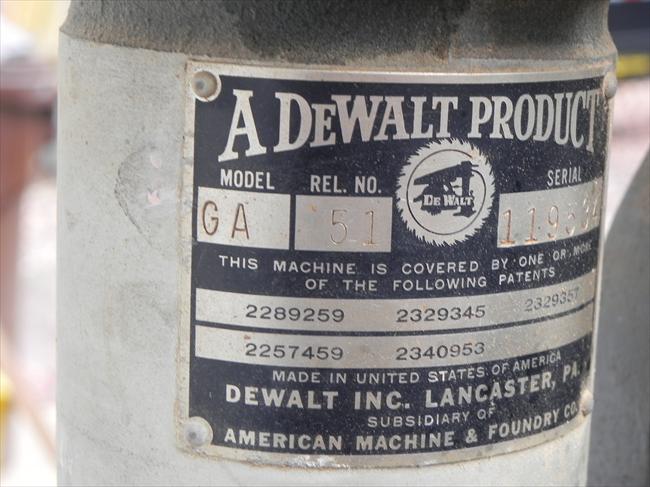 A DEWALT PRODUCT
MODEL REL. NO. SERIAL
GA 51 DE WALT
THIS MACHINE IS COVERED BY ONE OR MORE
OF THE FOLLOWING PATENTS
2289259 2329345 2329357
2257459 2340953
MADE IN UNITED STATES OF AMERICA
DEWALT INC. LANCASTER, PA.
SUBSIDIARY OF
AMERICAN MACHINE & FOUNDRY CO.